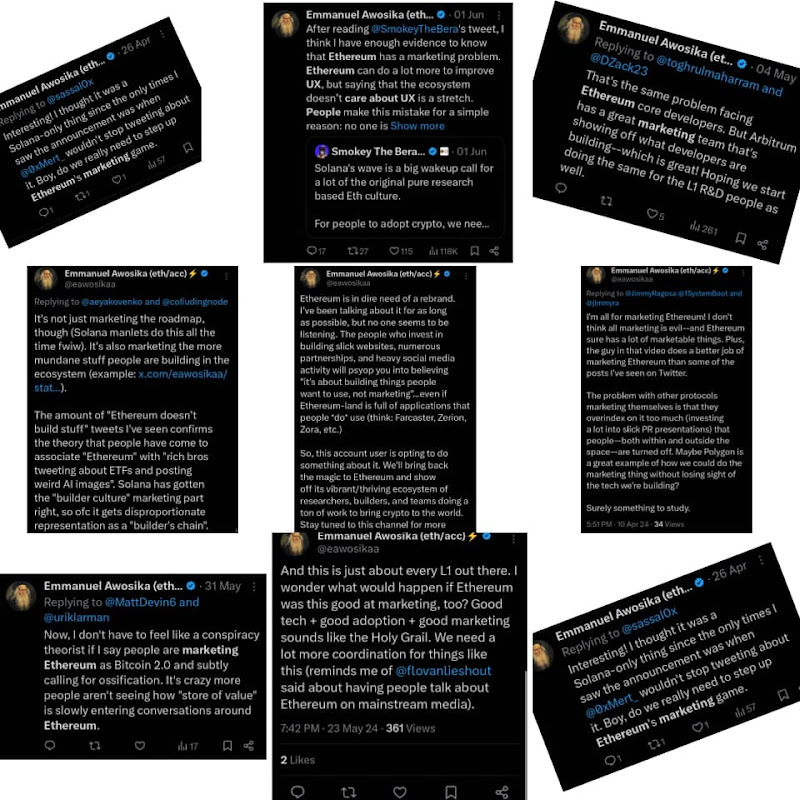 mmanuel Awosika (eth... · 26 Apr
Replying to @sassal0x
Interesting! I thought it was a
Solana-only thing since the only times I
saw the announcement was when
@0xMert_ wouldn't stop tweeting about
it. Boy, do we really need to step up
Ethereum's marketing game.
1 1 1 57
Emmanuel Awosika (eth... · 01 Jun
After reading @SmokeyTheBera's tweet, I
think I have enough evidence to know
that Ethereum has a marketing problem.
Ethereum can do a lot more to improve
UX, but saying that the ecosystem
doesn't care about UX is a stretch.
People make this mistake for a simple
reason: no one is Show more
Smokey The Bera... · 01 Jun
Solana's wave is a big wakeup call for
a lot of the original pure research
based Eth culture.
For people to adopt crypto, we nee...
17 27 115 118K
Emmanuel Awosika (et... · 04 May
Replying to @toghrulmaharram and
@DZack23
That's the same problem facing
Ethereum core developers. But Arbitrum
has a great marketing team that's
showing off what developers are
building--which is great! Hoping we start
doing the same for the L1 R&D people as
well.
5 261
Emmanuel Awosika (eth/acc)⚡
@eawosikaa
Replying to @aeyakovenko and @colludingnode
It's not just marketing the roadmap,
though (Solana manlets do this all the
time fwiw). It's also marketing the more
mundane stuff people are building in the
ecosystem (example: x.com/eawosikaa/
stat...).
The amount of "Ethereum doesn't
build stuff" tweets I've seen confirms
the theory that people have come to
associate "Ethereum" with "rich bros
tweeting about ETFs and posting
weird AI images". Solana has gotten
the "builder culture" marketing part
right, so ofc it gets disproportionate
representation as a "builder's chain".
Emmanuel Awosika (eth/acc)⚡
@eawosikaa
Ethereum is in dire need of a rebrand.
I've been talking about it for as long
as possible, but no one seems to be
listening. The people who invest in
building slick websites, numerous
partnerships, and heavy social media
activity will psyop you into believing
"it's about building things people
want to use, not marketing"...even if
Ethereum-land is full of applications that
people *do* use (think: Farcaster, Zerion,
Zora, etc.)
So, this account user is opting to do
something about it. We'll bring back
the magic to Ethereum and show
off its vibrant/thriving ecosystem of
researchers, builders, and teams doing a
ton of work to bring crypto to the world.
Stay tuned to this channel for more
Emmanuel Awosika (eth/acc)⚡
@eawosikaa
Replying to @JimmyRagosa @1SystemBoot and
@jimmyra
I'm all for marketing Ethereum! I don't
think all marketing is evil—and Ethereum
sure has a lot of marketable things. Plus,
the guy in that video does a better job of
marketing Ethereum than some of the
posts I've seen on Twitter.
The problem with other protocols
marketing themselves is that they
overindex on it too much (investing
a lot into slick PR presentations) that
people—both within and outside the
space—are turned off. Maybe Polygon is
a great example of how we could do the
marketing thing without losing sight of
the tech we're building?
Surely something to study.
5:51 PM · 10 Apr 24 · 34 Views
Emmanuel Awosika (eth... · 31 May
Replying to @MattDevin6 and
@uriklarman
Now, I don't have to feel like a conspiracy
theorist if I say people are marketing
Ethereum as Bitcoin 2.0 and subtly
calling for ossification. It's crazy more
people aren't seeing how "store of value"
is slowly entering conversations around
Ethereum.
17
Emmanuel Awosika (eth/acc)⚡
@eawosikaa
And this is just about every L1 out there. I
wonder what would happen if Ethereum
was this good at marketing, too? Good
tech + good adoption + good marketing
sounds like the Holy Grail. We need a
lot more coordination for things like
this (reminds me of @flovanlieshout
said about having people talk about
Ethereum on mainstream media).
7:42 PM · 23 May 24 · 361 Views
2 Likes
Emmanuel Awosika (eth... · 26 Apr
Replying to @sassal0x
Interesting! I thought it was a
Solana-only thing since the only times I
saw the announcement was when
@0xMert_ wouldn't stop tweeting about
it. Boy, do we really need to step up
Ethereum's marketing game.
1 1 1 57